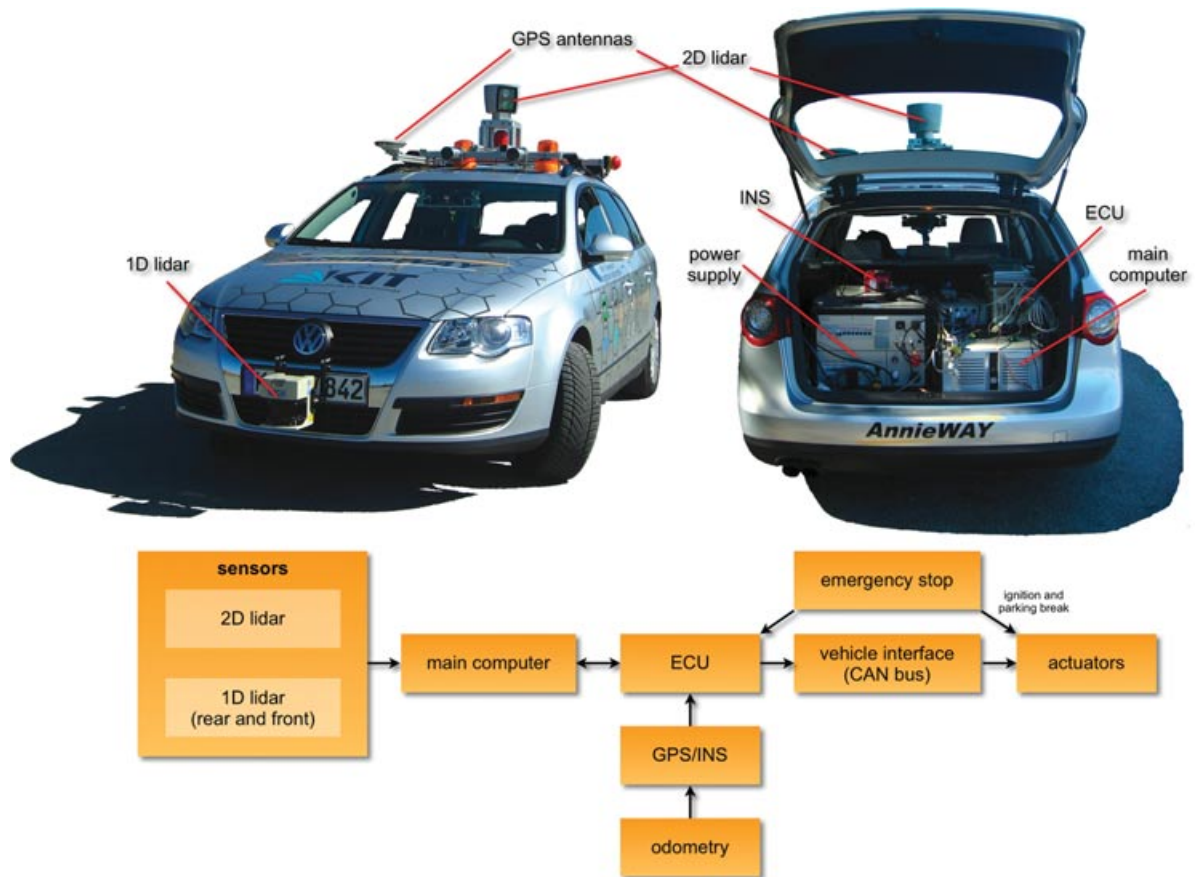 GPS antennas
2D lidar
INS
ECU
power
supply
main
computer
1D lidar
KIT
842
AnnieWAY
sensors
2D lidar
1D lidar
(rear and front)
main computer
ECU
emergency stop
ignition and
parking break
vehicle interface
(CAN bus)
actuators
GPS/INS
odometry